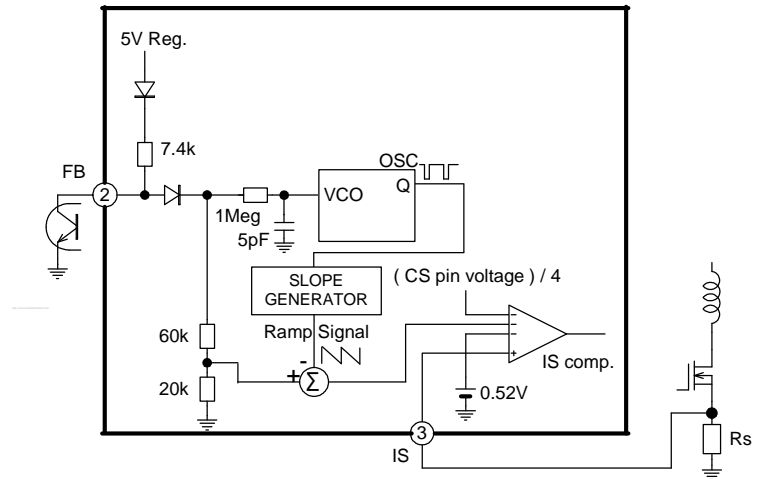 5V Reg.
7.4k
FB
2
1Meg
5pF
VCO
OSC
Q
SLOPE
GENERATOR
( CS pin voltage ) / 4
Ramp Signal
60k
20k
-
+
Σ
-
-
-
+
IS comp.
0.52V
3
IS
Rs